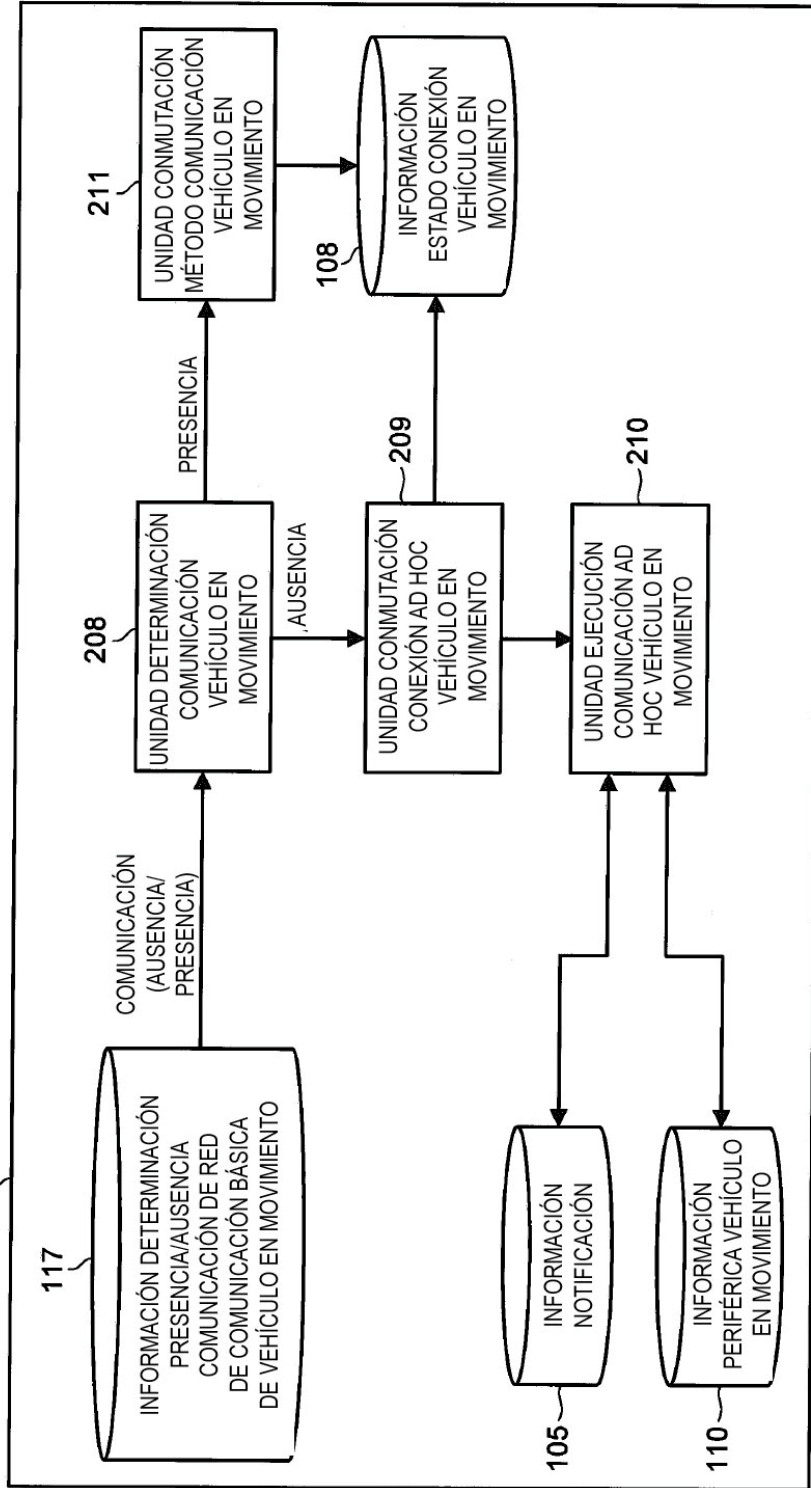 117
INFORMACIÓN DETERMINACIÓN
PRESENCIA/AUSENCIA
COMUNICACIÓN DE RED
DE COMUNICACIÓN BÁSICA
DE VEHÍCULO EN MOVIMIENTO
COMUNICACIÓN
(AUSENCIA/
PRESENCIA)
208
UNIDAD DETERMINACIÓN
COMUNICACIÓN
VEHÍCULO EN
MOVIMIENTO
PRESENCIA
211
UNIDAD CONMUTACIÓN
MÉTODO COMUNICACIÓN
VEHÍCULO EN
MOVIMIENTO
AUSENCIA
209
UNIDAD CONMUTACIÓN
CONEXIÓN AD HOC
VEHÍCULO EN
MOVIMIENTO
108
INFORMACIÓN
ESTADO CONEXIÓN
VEHÍCULO EN
MOVIMIENTO
105
INFORMACIÓN
NOTIFICACIÓN
210
UNIDAD EJECUCIÓN
COMUNICACIÓN AD
HOC VEHÍCULO EN
MOVIMIENTO
110
INFORMACIÓN
PERIFÉRICA VEHÍCULO
EN MOVIMIENTO